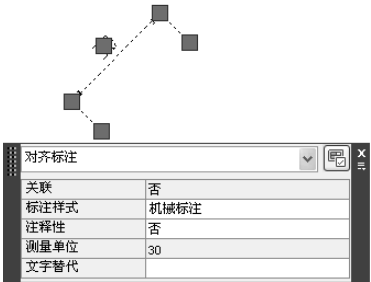 对齐标注
关联 否
标注样式 机械标注
注释性 否
测量单位 30
文字替代